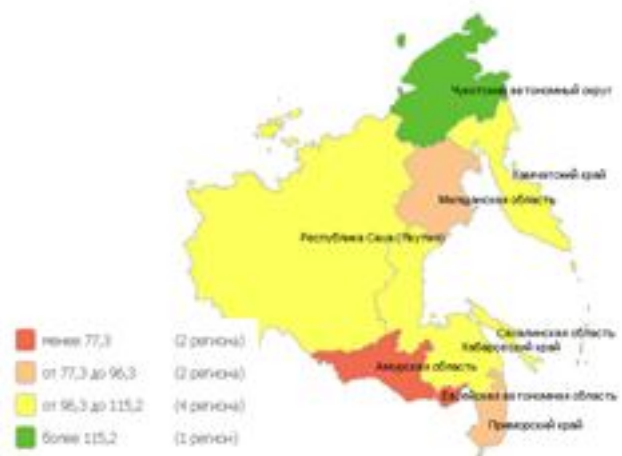 Чукотский автономный округ
Камчатский край
Магаданская область
Республика Саха (Якутия)
Сахалинская область
Хабаровский край
Амурская область
Еврейская автономная область
Приморский край
менее 77,3 (2 региона)
от 77,3 до 96,3 (2 региона)
от 96,3 до 115,2 (4 региона)
более 115,2 (1 регион)